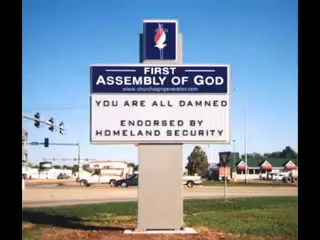 FIRST
ASSEMBLY OF GOD
www.churchsigngenerator.com
YOU ARE ALL DAMNED
ENDORSED BY
HOMELAND SECURITY